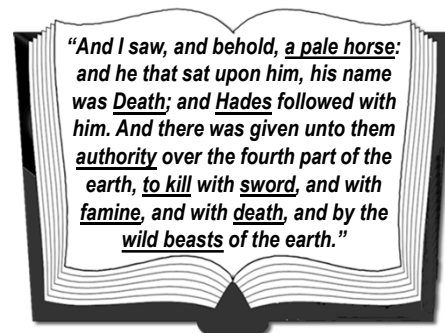 “And I saw, and behold, a pale horse:
and he that sat upon him, his name
was Death; and Hades followed with
him. And there was given unto them
authority over the fourth part of the
earth, to kill with sword, and with
famine, and with death, and by the
wild beasts of the earth.”